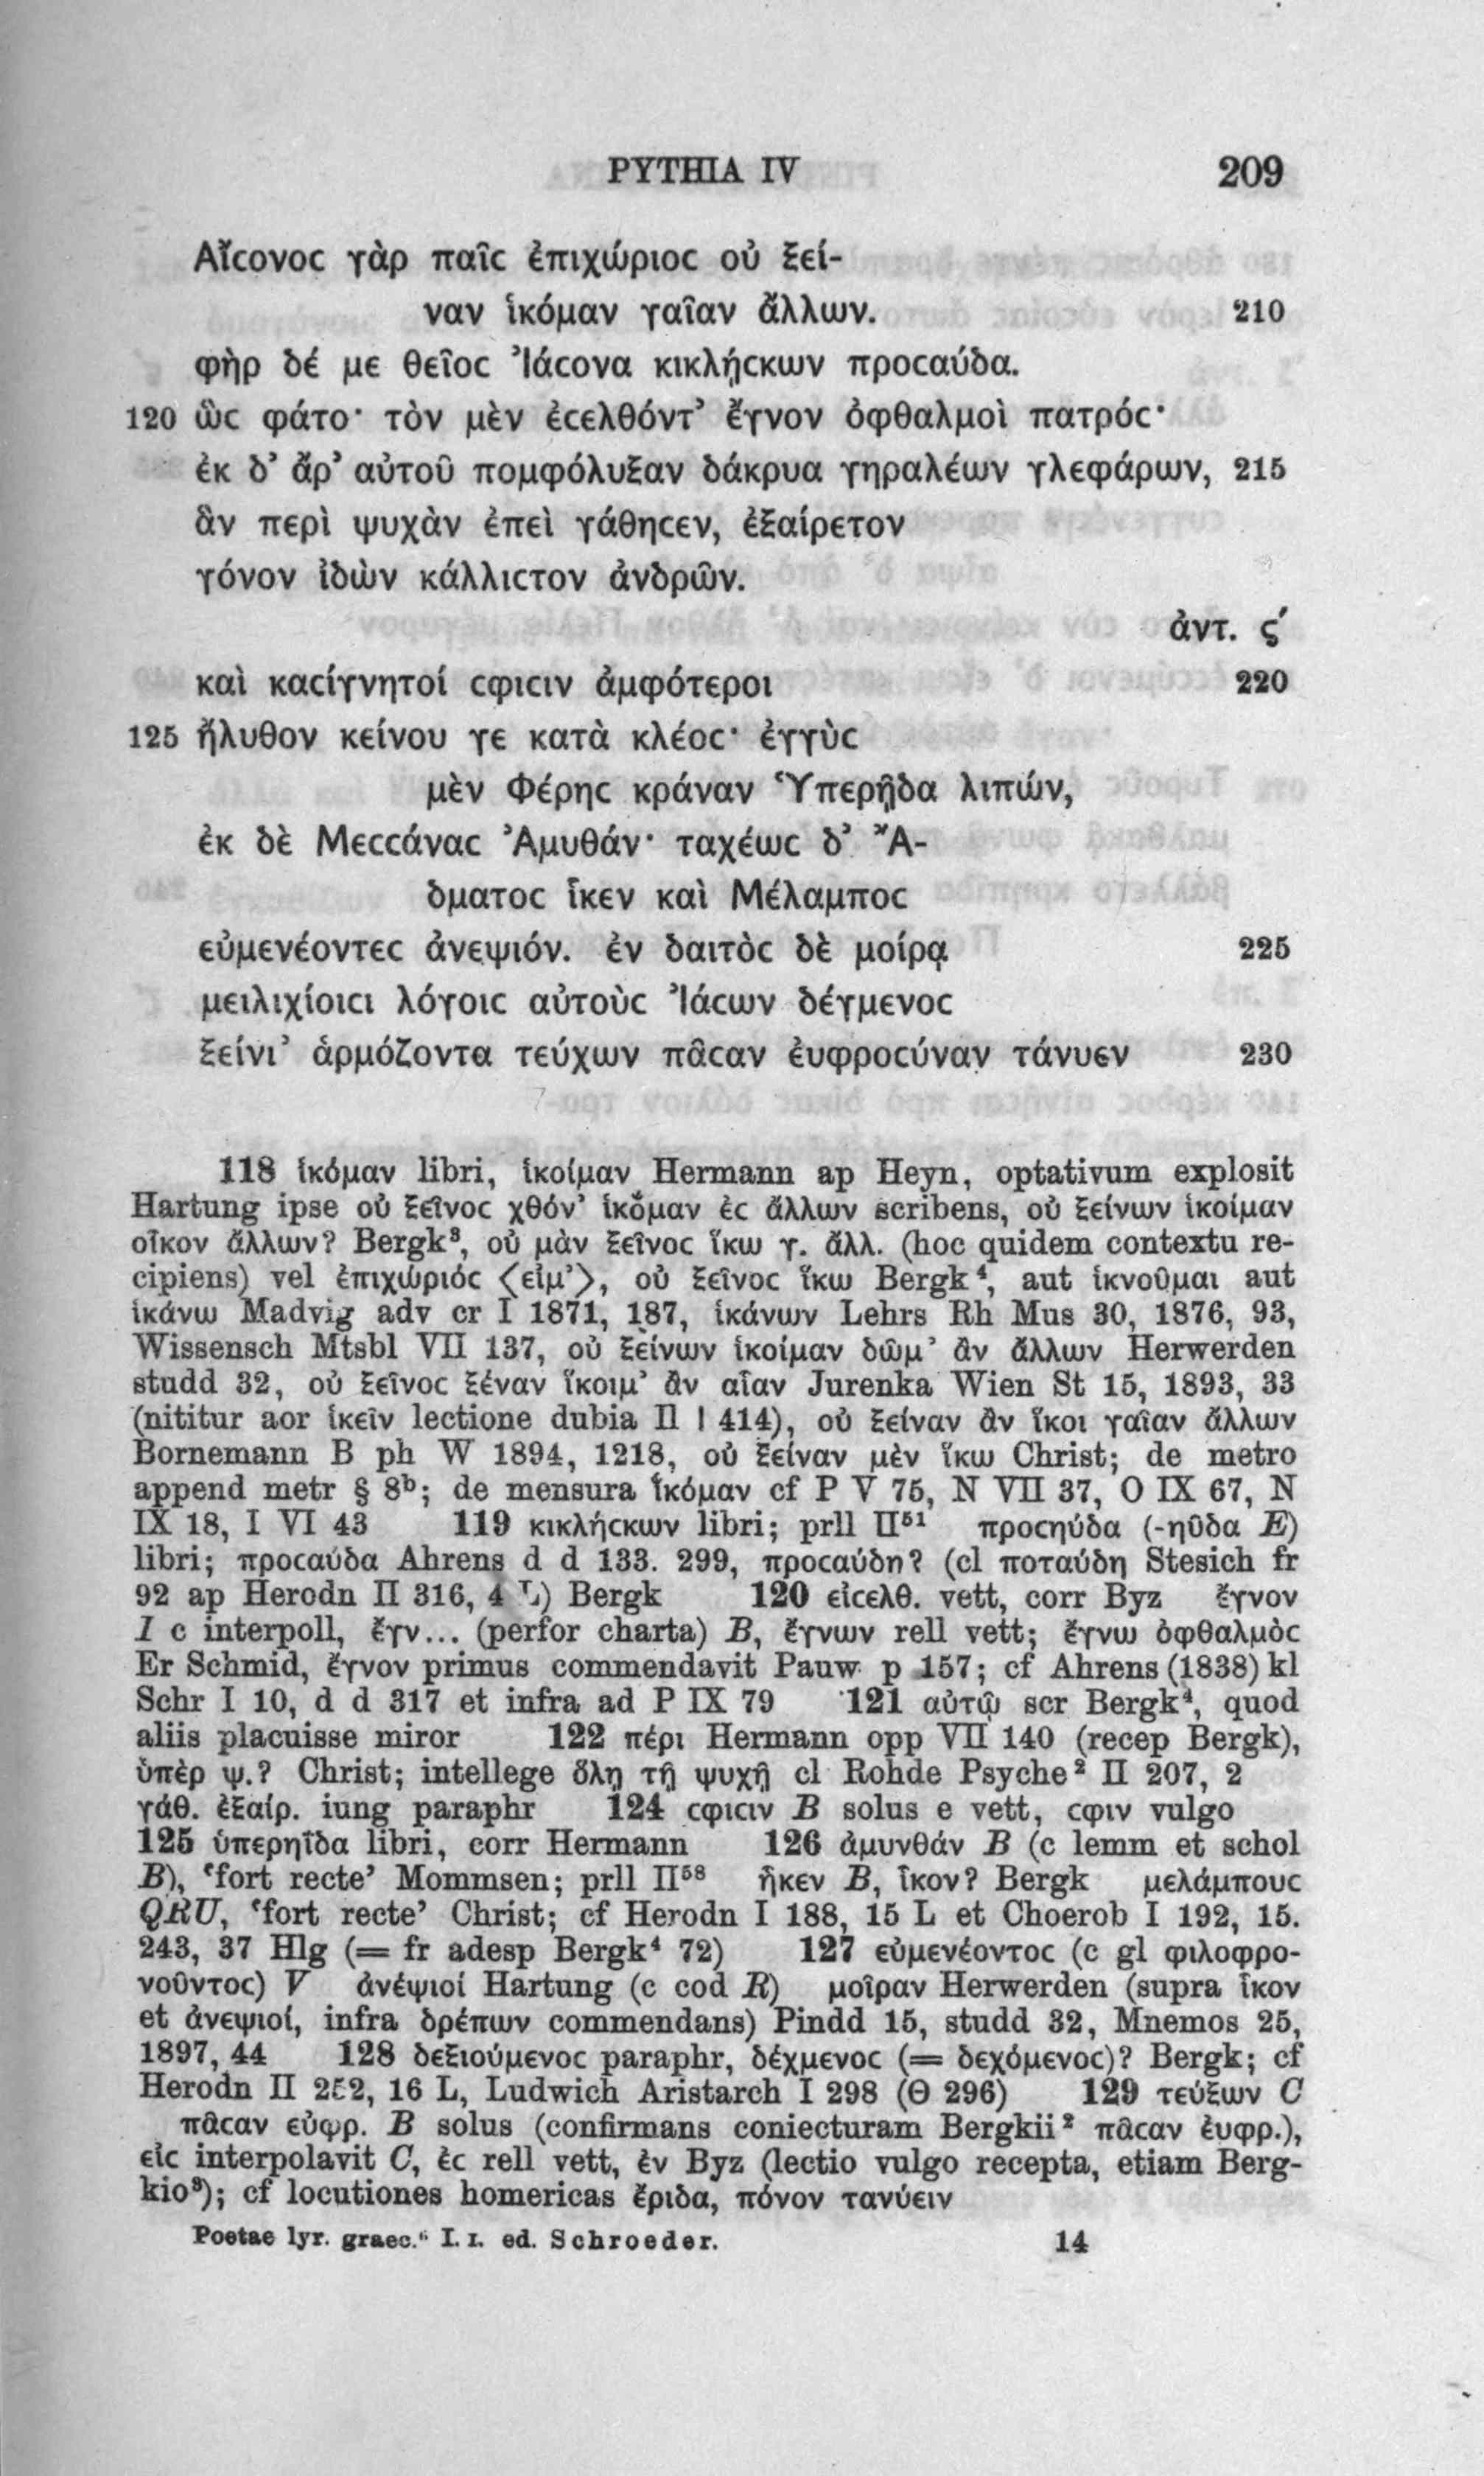 PYTHIA IV 209
Αἴϲονοϲ γὰρ παῖϲ ἐπιχώριοϲ οὐ ξεί-
ναν ἱκόμαν γαῖαν ἄλλων. 210
φὴρ δέ με θεῖοϲ Ἰάϲονα κικλήϲκων προϲαύδα.
120 ὣϲ φάτο· τὸν μὲν ἐϲελθόντ’ ἔγνον ὀφθαλμοὶ πατρόϲ·
ἐκ δ’ ἄρ’ αὐτοῦ πομφόλυξαν δάκρυα γηραλέων γλεφάρων, 215
ἃν περὶ ψυχὰν ἐπεὶ γάθηϲεν, ἐξαίρετον
γόνον ἰδὼν κάλλιϲτον ἀνδρῶν.
ἀντ. ϛ΄
καὶ καϲίγνητοί ϲφιϲιν ἀμφότεροι 220
125 ἤλυθον κείνου γε κατὰ κλέοϲ· ἐγγὺϲ
μὲν Φέρηϲ κράναν Ὑπερῇδα λιπών,
ἐκ δὲ Μεϲϲάναϲ Ἀμυθάν· ταχέωϲ δ’ Ἄ-
δματοϲ ἷκεν καὶ Μέλαμποϲ
εὐμενέοντεϲ ἀνεψιόν. ἐν δαιτὸϲ δὲ μοίρᾳ 225
μειλιχίοιϲι λόγοιϲ αὐτοὺϲ Ἰάϲων δέγμενοϲ
ξείνι’ ἁρμόζοντα τεύχων πᾶϲαν ἐυφροϲύναν τάνυεν 230
118 ἱκόμαν libri, ἱκοίμαν Hermann ap Heyn, optativum explosit
Hartung ipse οὐ ξεῖνοϲ χθόν’ ἱκόμαν ἐϲ ἄλλων scribens, οὐ ξείνων ἱκοίμαν
οἶκον ἄλλων? Bergk³, οὐ μὰν ξεῖνοϲ ἵκω γ. ἄλλ. (hoc quidem contextu re-
cipiens) vel ἐπιχώριόϲ ⟨εἰμ’⟩, οὐ ξεῖνοϲ ἵκω Bergk⁴, aut ἱκνοῦμαι aut
ἱκάνω Madvig adv cr I 1871, 187, ἱκάνων Lehrs Rh Mus 30, 1876, 93,
Wissensch Mtsbl VII 137, οὐ ξείνων ἱκοίμαν δῶμ’ ἂν ἄλλων Herwerden
studd 32, οὐ ξεῖνοϲ ξέναν ἵκοιμ’ ἂν αἶαν Jurenka Wien St 15, 1893, 33
(nititur aor ἱκεῖν lectione dubia Il I 414), οὐ ξείναν ἂν ἵκοι γαῖαν ἄλλων
Bornemann B ph W 1894, 1218, οὐ ξείναν μὲν ἵκω Christ; de metro
append metr § 8ᵇ; de mensura ἱκόμαν cf P V 75, N VII 37, O IX 67, N
IX 18, I VI 43 119 κικλήϲκων libri; prll II⁵¹ προϲηύδα (-ηῦδα E)
libri; προϲαύδα Ahrens d d 133. 299, προϲαύδη? (cl ποταύδη Stesich fr
92 ap Herodn II 316, 4 L) Bergk 120 εἰϲελθ. vett, corr Byz ἔγνον
I c interpoll, ἔγν... (perfor charta) B, ἔγνων rell vett; ἔγνω ὀφθαλμὸϲ
Er Schmid, ἔγνον primus commendavit Pauw p 157; cf Ahrens (1838) kl
Schr I 10, d d 317 et infra ad P IX 79 121 αὐτῷ scr Bergk⁴, quod
aliis placuisse miror 122 πέρι Hermann opp VII 140 (recep Bergk),
ὑπὲρ ψ.? Christ; intellege ὅλῃ τῇ ψυχῇ cl Rohde Psyche² II 207, 2
γάθ. ἐξαίρ. iung paraphr 124 ϲφιϲιν B solus e vett, ϲφιν vulgo
125 ὑπερηῖδα libri, corr Hermann 126 ἀμυνθάν B (c lemm et schol
B), ‘fort recte’ Mommsen; prll II⁵⁸ ἧκεν B, ἷκον? Bergk μελάμπουϲ
QRU, ‘fort recte’ Christ; cf Herodn I 188, 15 L et Choerob I 192, 15.
243, 37 Hlg (= fr adesp Bergk⁴ 72) 127 εὐμενέοντοϲ (c gl φιλοφρο-
νοῦντοϲ) V ἀνέψιοί Hartung (c cod R) μοῖραν Herwerden (supra ἷκον
et ἀνεψιοί, infra δρέπων commendans) Pindd 15, studd 32, Mnemos 25,
1897, 44 128 δεξιούμενοϲ paraphr, δέχμενοϲ (= δεχόμενοϲ)? Bergk; cf
Herodn II 252, 16 L, Ludwich Aristarch I 298 (Θ 296) 129 τεύξων C
πᾶϲαν εὐφρ. B solus (confirmans coniecturam Bergkii² πᾶϲαν ἐυφρ.),
εἰϲ interpolavit C, ἐϲ rell vett, ἐν Byz (lectio vulgo recepta, etiam Berg-
kio³); cf locutiones homericas ἔριδα, πόνον τανύειν
Poetae lyr. graec.⁶ I. 1. ed. Schroeder. 14